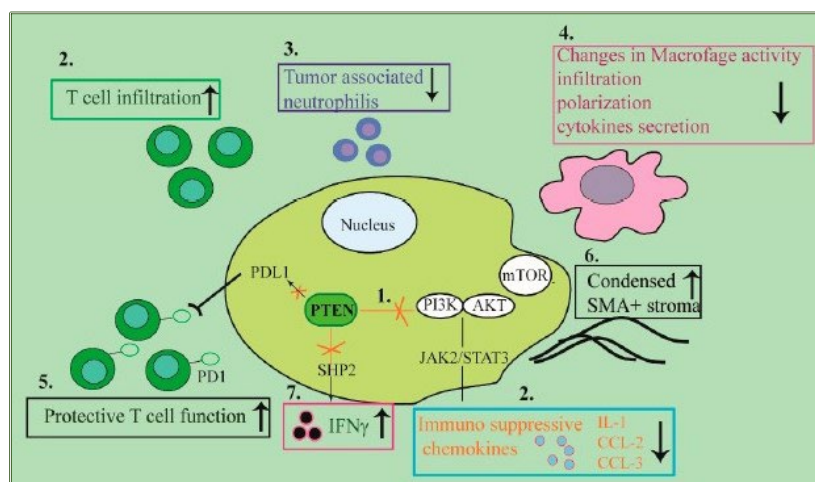 2.
T cell infiltration
3.
Tumor associated
neutrophilis
4.
Changes in Macrofage activity
infiltration
polarization
cytokines secretion
Nucleus
mTOR
6.
Condensed
SMA+ stroma
PDL1
PTEN
1.
PI3K
AKT
SHP2
JAK2/STAT3
PD1
5.
Protective T cell function
7.
IFNγ
2.
Immuno suppressive
chemokines
IL-1
CCL-2
CCL-3